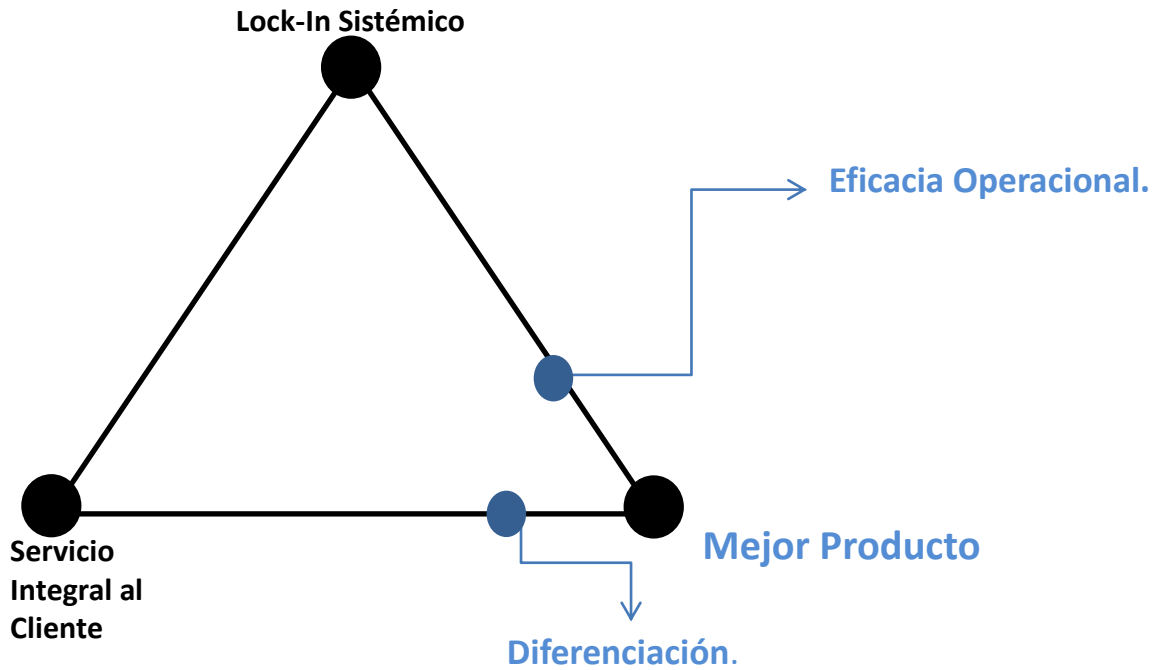 Lock-In Sistémico
Eficacia Operacional.
Mejor Producto
Servicio
Integral al
Cliente
Diferenciación.